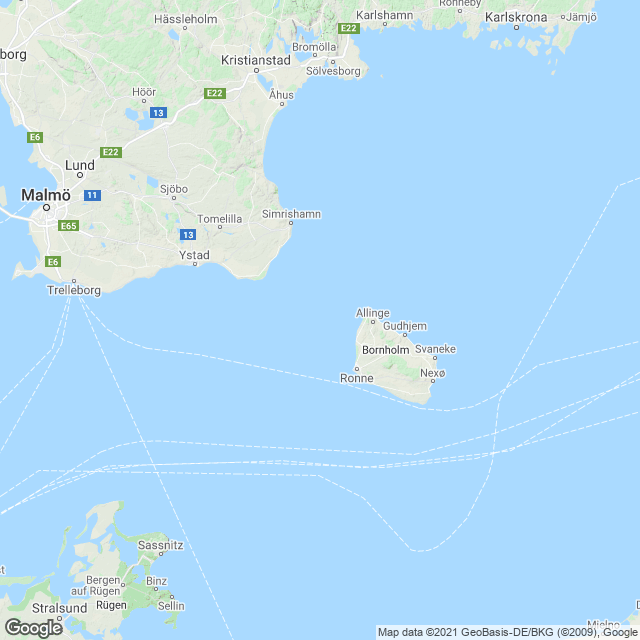 Hässleholm
Karlshamn
Ronneby
Karlskrona
Jämjö
E22
Bromölla
Sölvesborg
borg
Kristianstad
Höör
E22
Åhus
13
E6
E22
Lund
Malmö
11
Sjöbo
E65
Tomelilla
Simrishamn
13
Ystad
E6
Trelleborg
Allinge
Gudhjem
Bornholm
Svaneke
Ronne
Nexø
Sassnitz
Bergen
auf Rügen
Binz
Rügen
Sellin
Stralsund
Mielno
Google
Map data ©2021 GeoBasis-DE/BKG (©2009), Google